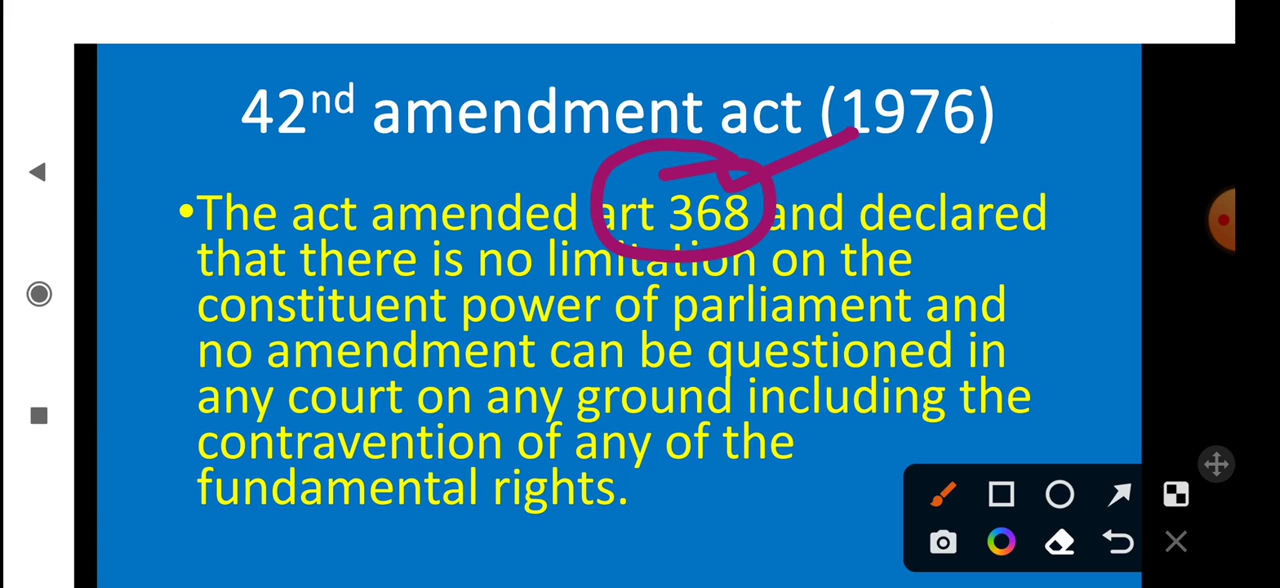 42nd amendment act (1976)
•The act amended art 368 and declared
that there is no limitation on the
constituent power of parliament and
no amendment can be questioned in
any court on any ground including the
contravention of any of the
fundamental rights.